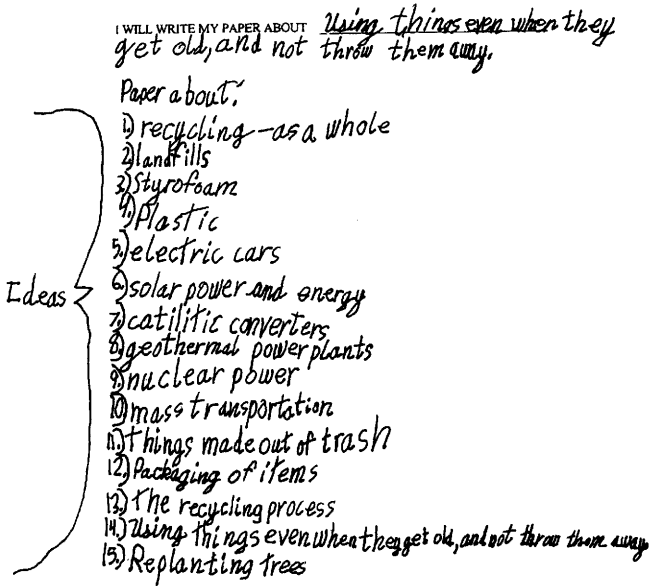 I WILL WRITE MY PAPER ABOUT Using things even when they
get old, and not throw them away.
Paper about:
1.) recycling - as a whole
2.) landfills
3.) Styrofoam
4.) Plastic
5.) electric cars
Ideas
6.) solar power and energy
7.) catilitic converters
8.) geothermal power plants
9.) nuclear power
10.) mass transportation
11.) things made out of trash
12.) Packaging of items
13.) The recycling process
14.) Using things even when they get old, and not throw them away
15.) Replanting trees